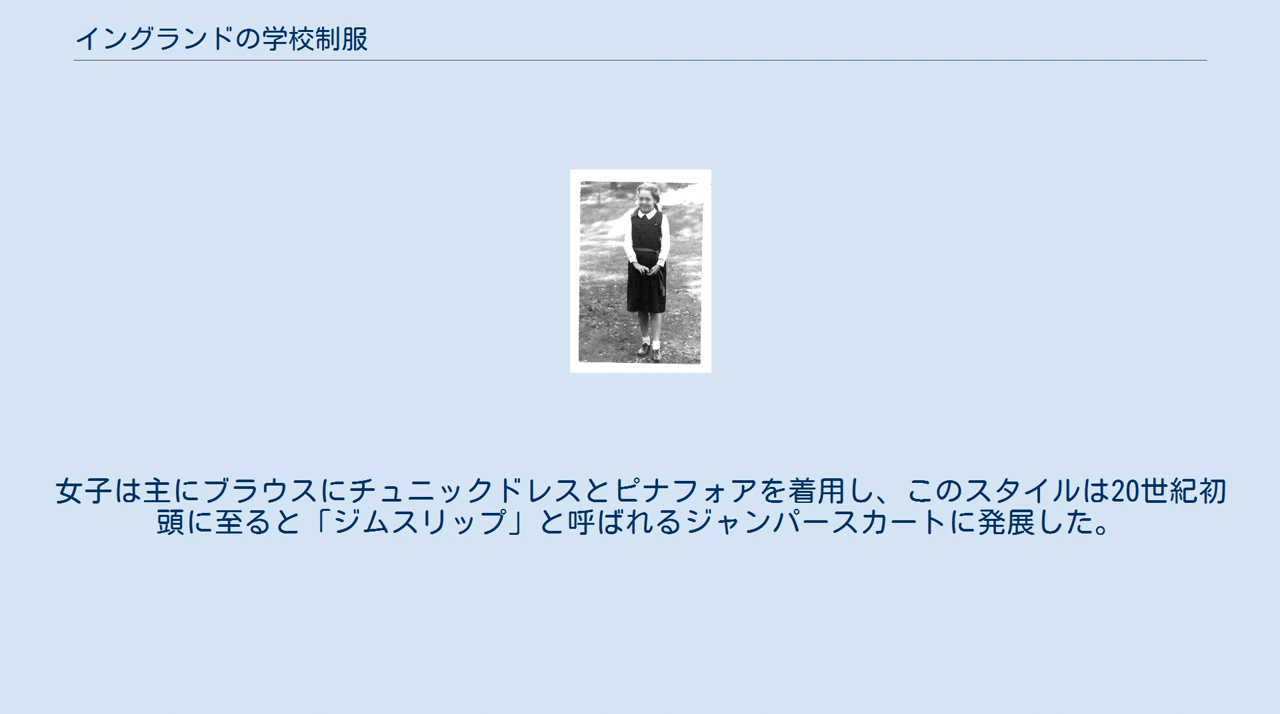 イングランドの学校制服
女子は主にブラウスにチュニックドレスとピナフォアを着用し、このスタイルは20世紀初
頭に至ると「ジムスリップ」と呼ばれるジャンパースカートに発展した。